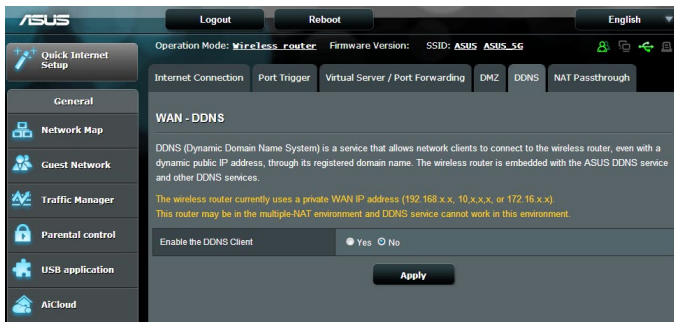 ASUS
Logout
Reboot
English
Quick Internet
Setup
Operation Mode: Wireless router Firmware Version: SSID: ASUS ASUS_5G
Internet Connection
Port Trigger
Virtual Server / Port Forwarding
DMZ
DDNS
NAT Passthrough
General
Network Map
Guest Network
Traffic Manager
Parental control
USB application
AiCloud
WAN - DDNS
DDNS (Dynamic Domain Name System) is a service that allows network clients to connect to the wireless router, even with a
dynamic public IP address, through its registered domain name. The wireless router is embedded with the ASUS DDNS service
and other DDNS services.
The wireless router currently uses a private WAN IP address (192.168.x.x, 10,x,x,x, or 172.16.x.x).
This router may be in the multiple-NAT environment and DDNS service cannot work in this environment.
Enable the DDNS Client
Yes No
Apply